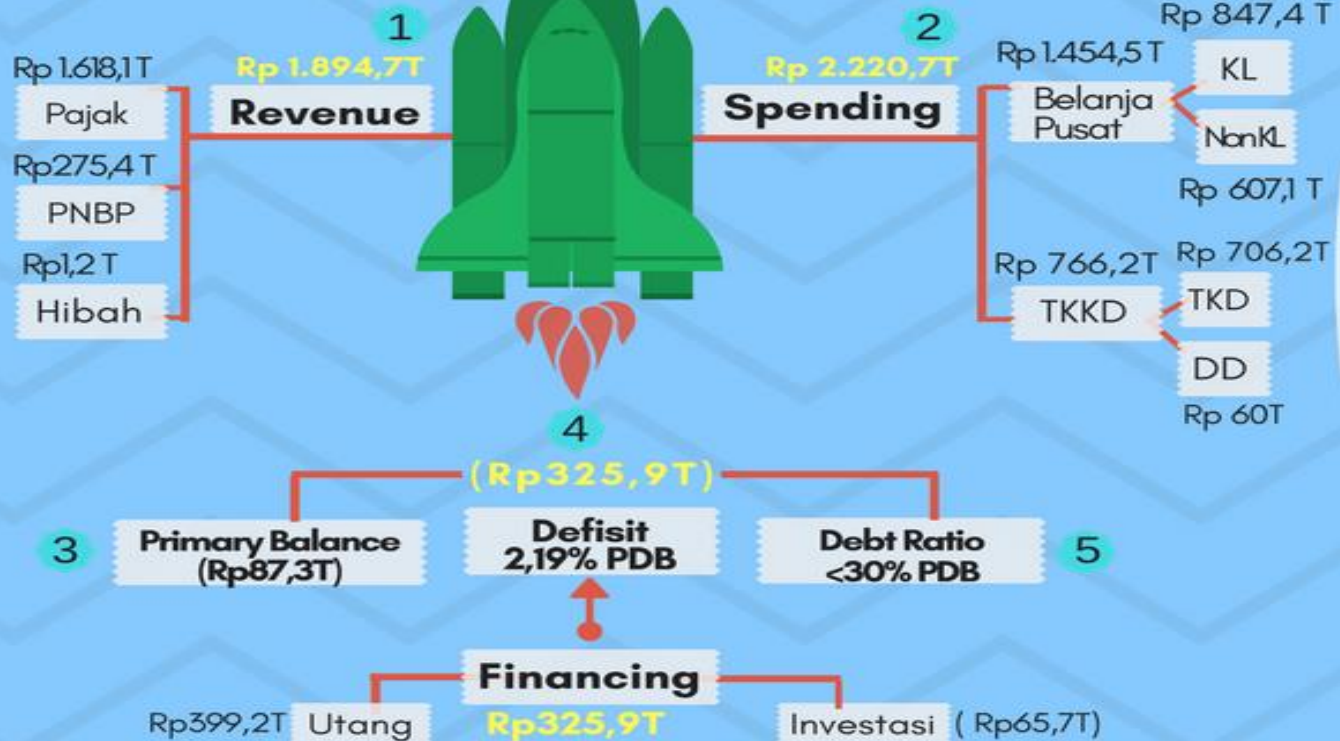 1
Rp 1.894,7T
Revenue
Rp 1.618,1T
Pajak
Rp275,4 T
PNBP
Rp1,2 T
Hibah
2
Rp 2.220,7T
Spending
Rp 1.454,5 T
Belanja
Pusat
Rp 847,4 T
KL
Non KL
Rp 607,1 T
Rp 766,2T
TKKD
Rp 706,2T
TKD
DD
Rp 60T
4
(Rp325,9T)
3
Primary Balance
(Rp87,3T)
Defisit
2,19% PDB
Debt Ratio
<30% PDB
5
Financing
Rp325,9T
Rp399,2T Utang
Investasi ( Rp65,7T)